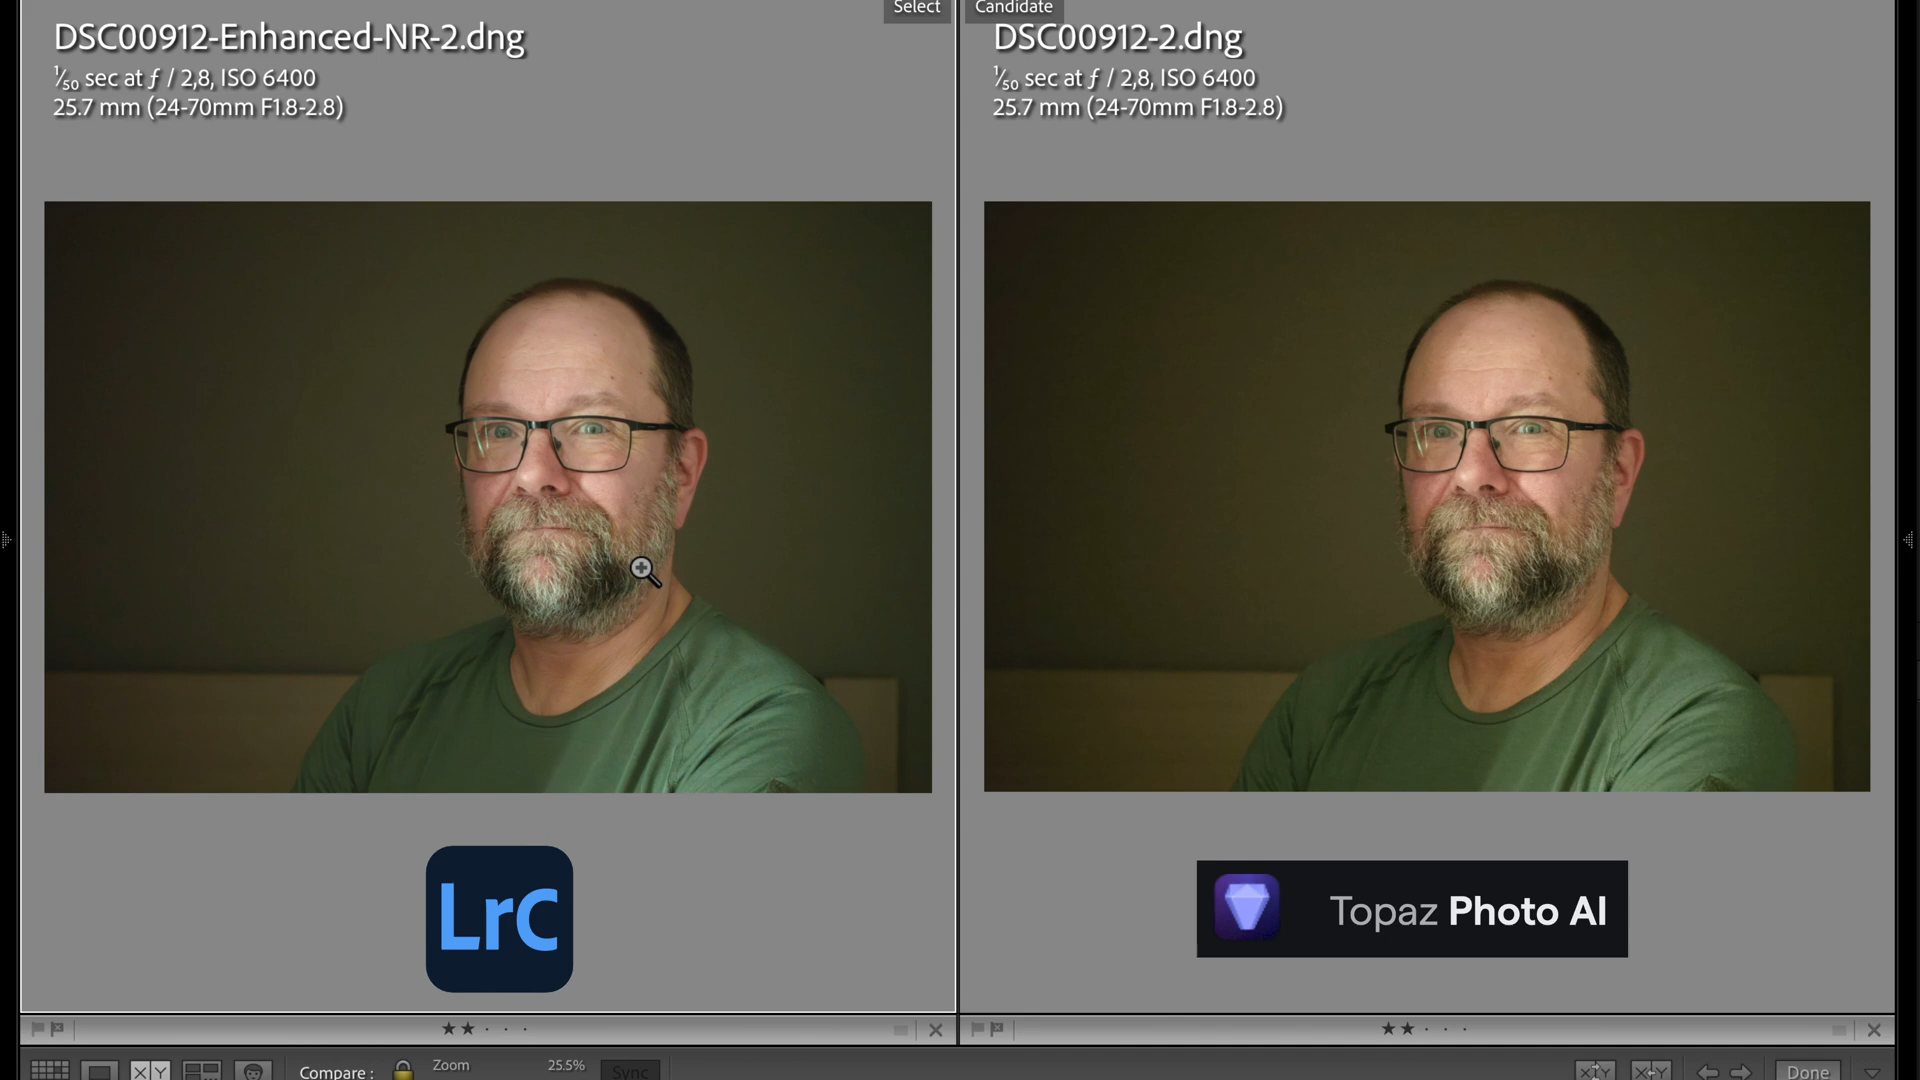 Select
Candidate
DSC00912-Enhanced-NR-2.dng
1/50 sec at ƒ / 2,8, ISO 6400
25.7 mm (24-70mm F1.8-2.8)
DSC00912-2.dng
1/50 sec at ƒ / 2,8, ISO 6400
25.7 mm (24-70mm F1.8-2.8)
LrC
Topaz Photo AI
XY
Compare :
Zoom
25.5%
Sync
X Y
X Y
Done